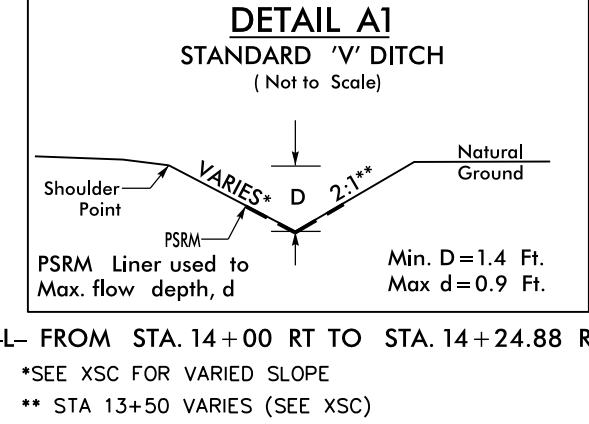 DETAIL A1
STANDARD 'V' DITCH
( Not to Scale)
VARIES*
D
2:1**
Natural
Ground
Shoulder
Point
PSRM
PSRM Liner used to
Max. flow depth, d
Min. D=1.4 Ft.
Max d=0.9 Ft.
-L- FROM STA. 14+00 RT TO STA. 14+24.88 R
*SEE XSC FOR VARIED SLOPE
** STA 13+50 VARIES (SEE XSC)